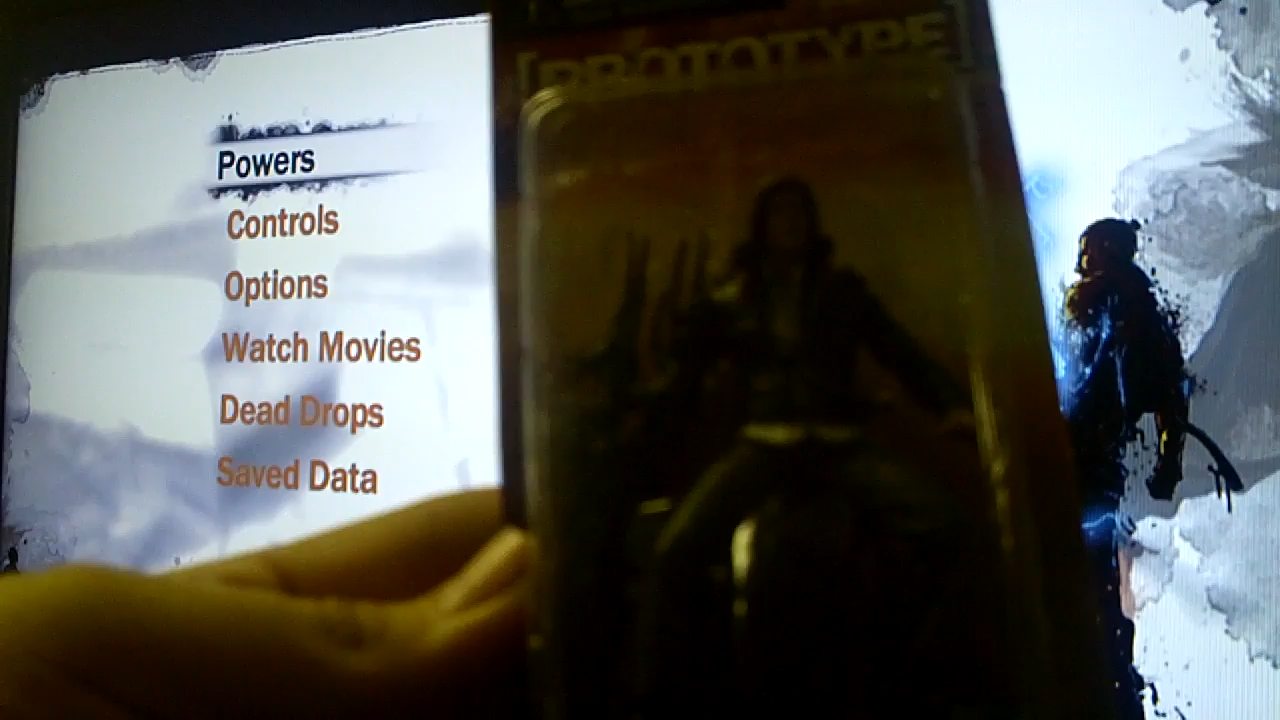 [PROTOTYPE]
Powers
Controls
Options
Watch Movies
Dead Drops
Saved Data